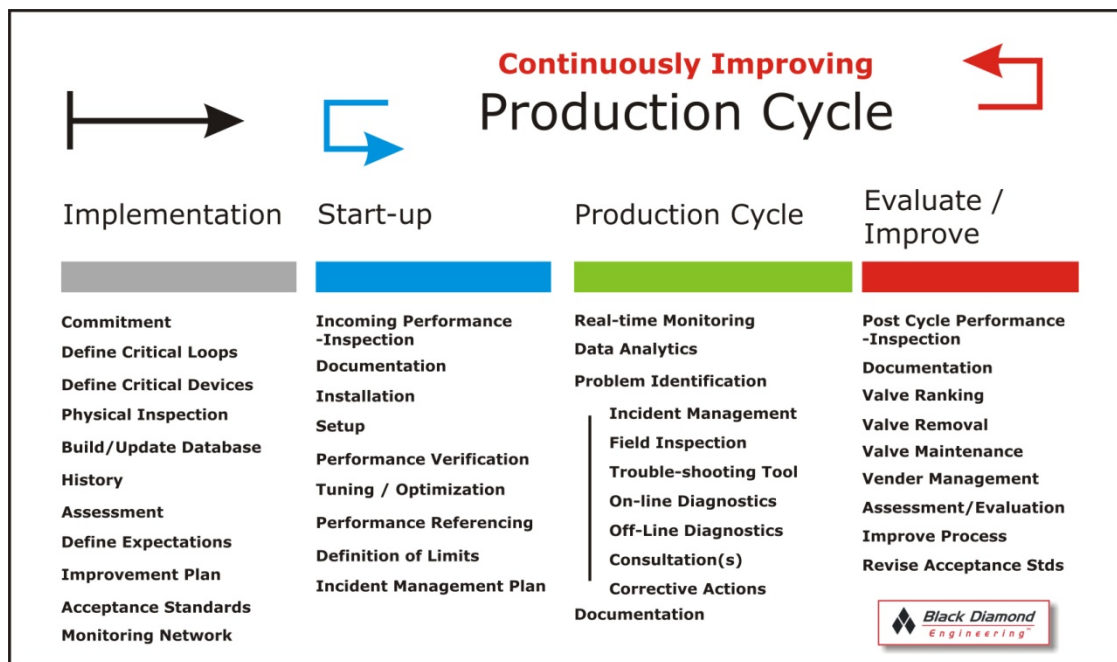 Continuously Improving
Production Cycle
Implementation
Commitment
Define Critical Loops
Define Critical Devices
Physical Inspection
Build/Update Database
History
Assessment
Define Expectations
Improvement Plan
Acceptance Standards
Monitoring Network
Start-up
Incoming Performance
-Inspection
Documentation
Installation
Setup
Performance Verification
Tuning / Optimization
Performance Referencing
Definition of Limits
Incident Management Plan
Production Cycle
Real-time Monitoring
Data Analytics
Problem Identification
Incident Management
Field Inspection
Trouble-shooting Tool
On-line Diagnostics
Off-Line Diagnostics
Consultation(s)
Corrective Actions
Documentation
Evaluate /
Improve
Post Cycle Performance
-Inspection
Documentation
Valve Ranking
Valve Removal
Valve Maintenance
Vender Management
Assessment/Evaluation
Improve Process
Revise Acceptance Stds
Black Diamond
Engineering™